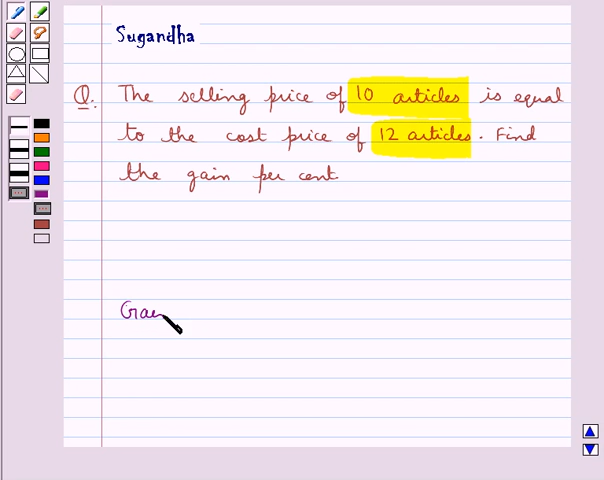 Sugandha
Q. The selling price of 10 articles is equal
to the cost price of 12 articles. Find
the gain per cent.
Gai